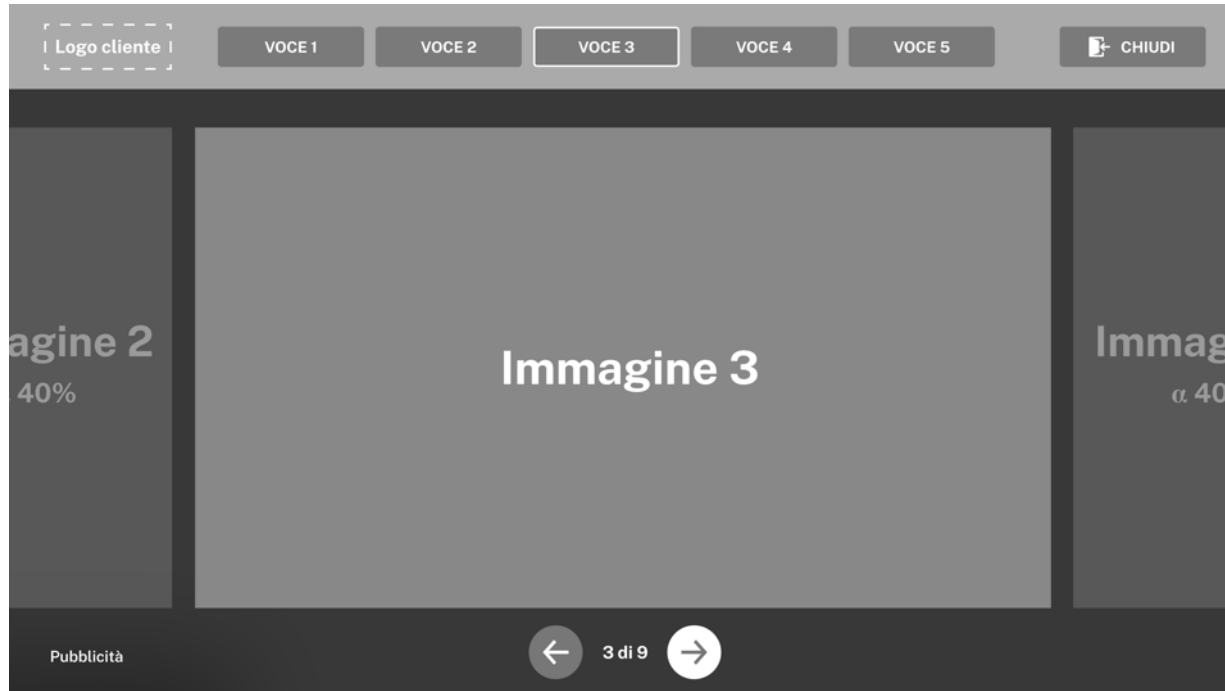 Logo cliente
VOCE 1
VOCE 2
VOCE 3
VOCE 4
VOCE 5
CHIUDI
agine 2
40%
Immagine 3
Immag
α 40
Pubblicità
3 di 9